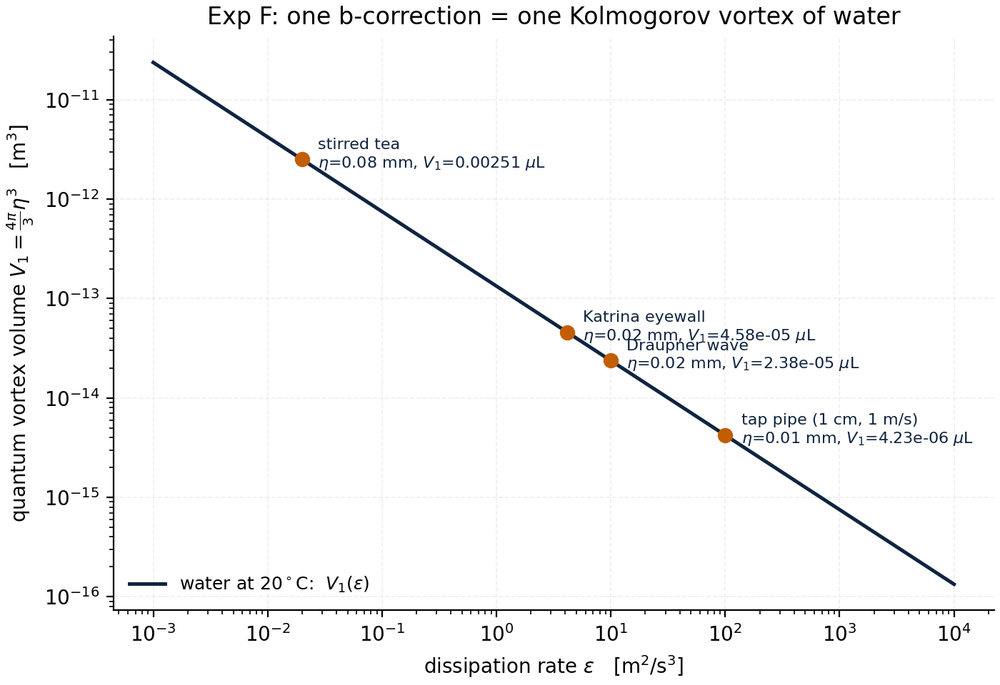 Exp F: one b-correction = one Kolmogorov vortex of water
quantum vortex volume V₁ = 4π/3 η³ [m³]
10⁻¹¹
10⁻¹²
10⁻¹³
10⁻¹⁴
10⁻¹⁵
10⁻¹⁶
stirred tea
η=0.08 mm, V₁=0.00251 μL
Katrina eyewall
η=0.02 mm, V₁=4.58e-05 μL
Draupner wave
η=0.02 mm, V₁=2.38e-05 μL
tap pipe (1 cm, 1 m/s)
η=0.01 mm, V₁=4.23e-06 μL
water at 20°C: V₁(ε)
10⁻³ 10⁻² 10⁻¹ 10⁰ 10¹ 10² 10³ 10⁴
dissipation rate ε [m²/s³]